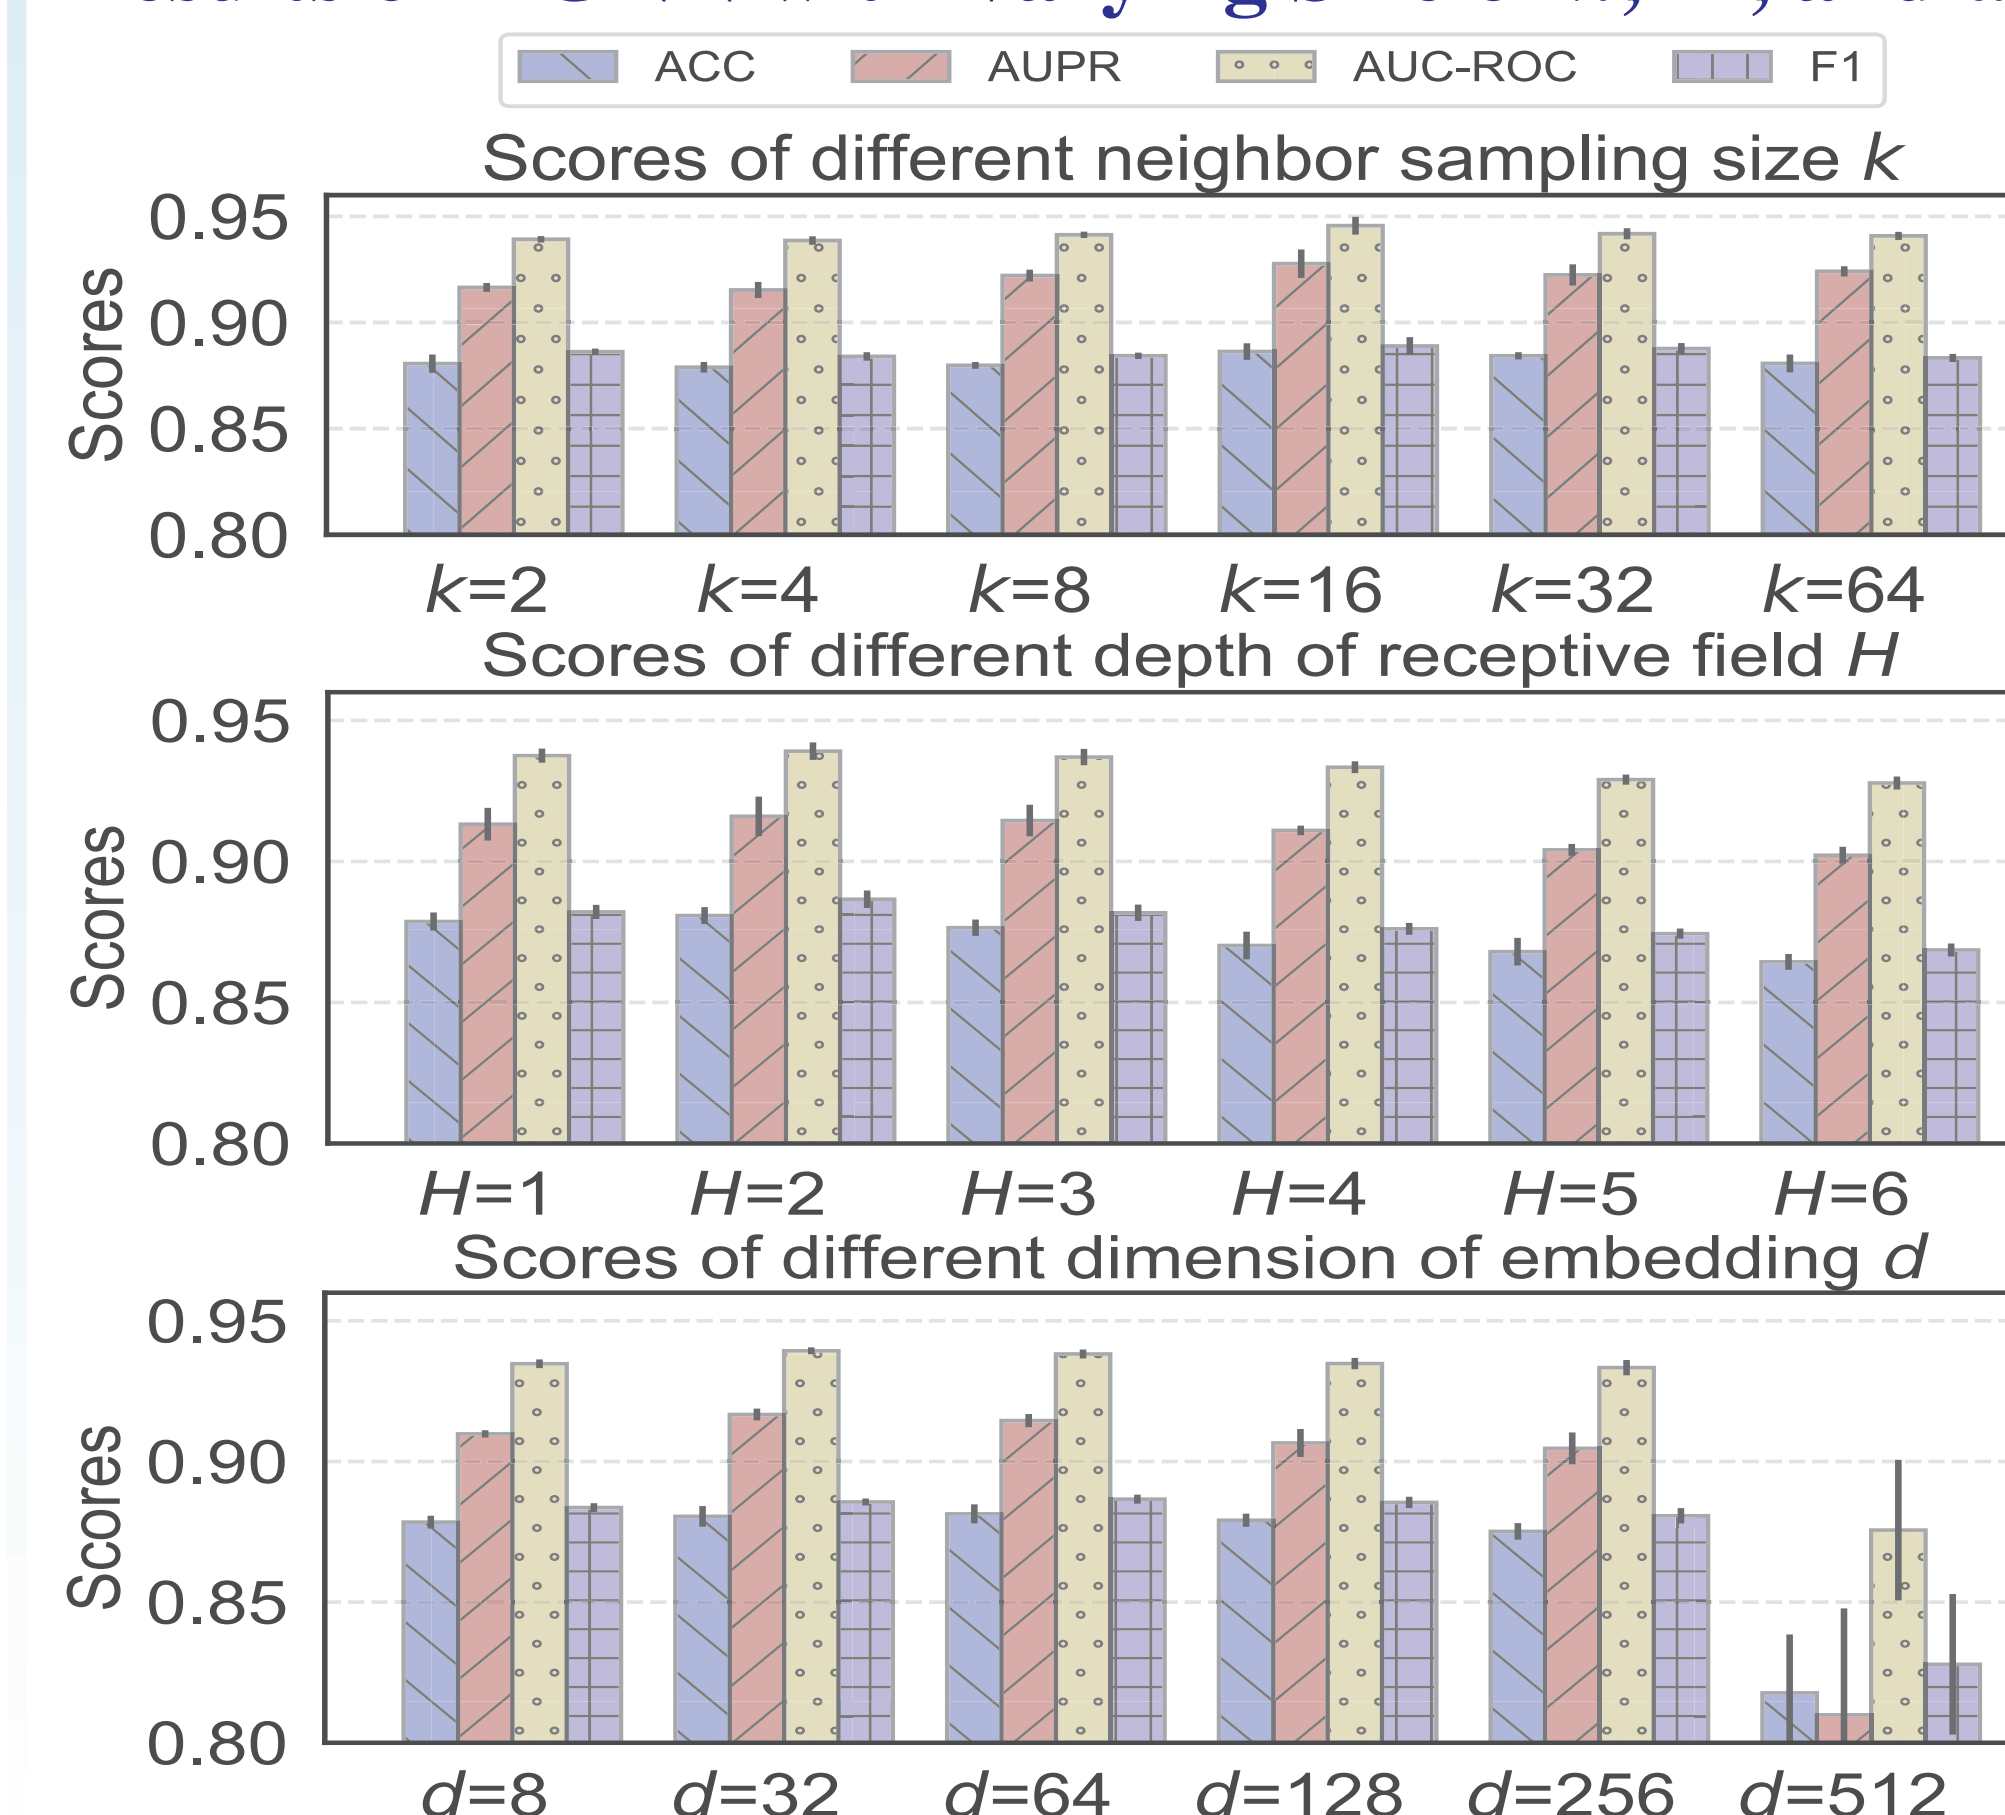 ACC AUPR AUC-ROC F1
Scores of different neighbor sampling size k
0.95
0.90
0.85
0.80
Scores
k=2 k=4 k=8 k=16 k=32 k=64
Scores of different depth of receptive field H
0.95
0.90
0.85
0.80
Scores
H=1 H=2 H=3 H=4 H=5 H=6
Scores of different dimension of embedding d
0.95
0.90
0.85
0.80
Scores
d=8 d=32 d=64 d=128 d=256 d=512